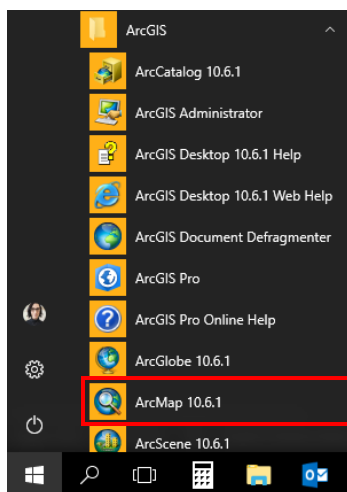 ArcGIS
ArcCatalog 10.6.1
ArcGIS Administrator
ArcGIS Desktop 10.6.1 Help
ArcGIS Desktop 10.6.1 Web Help
ArcGIS Document Defragmenter
ArcGIS Pro
ArcGIS Pro Online Help
ArcGlobe 10.6.1
ArcMap 10.6.1
ArcScene 10.6.1